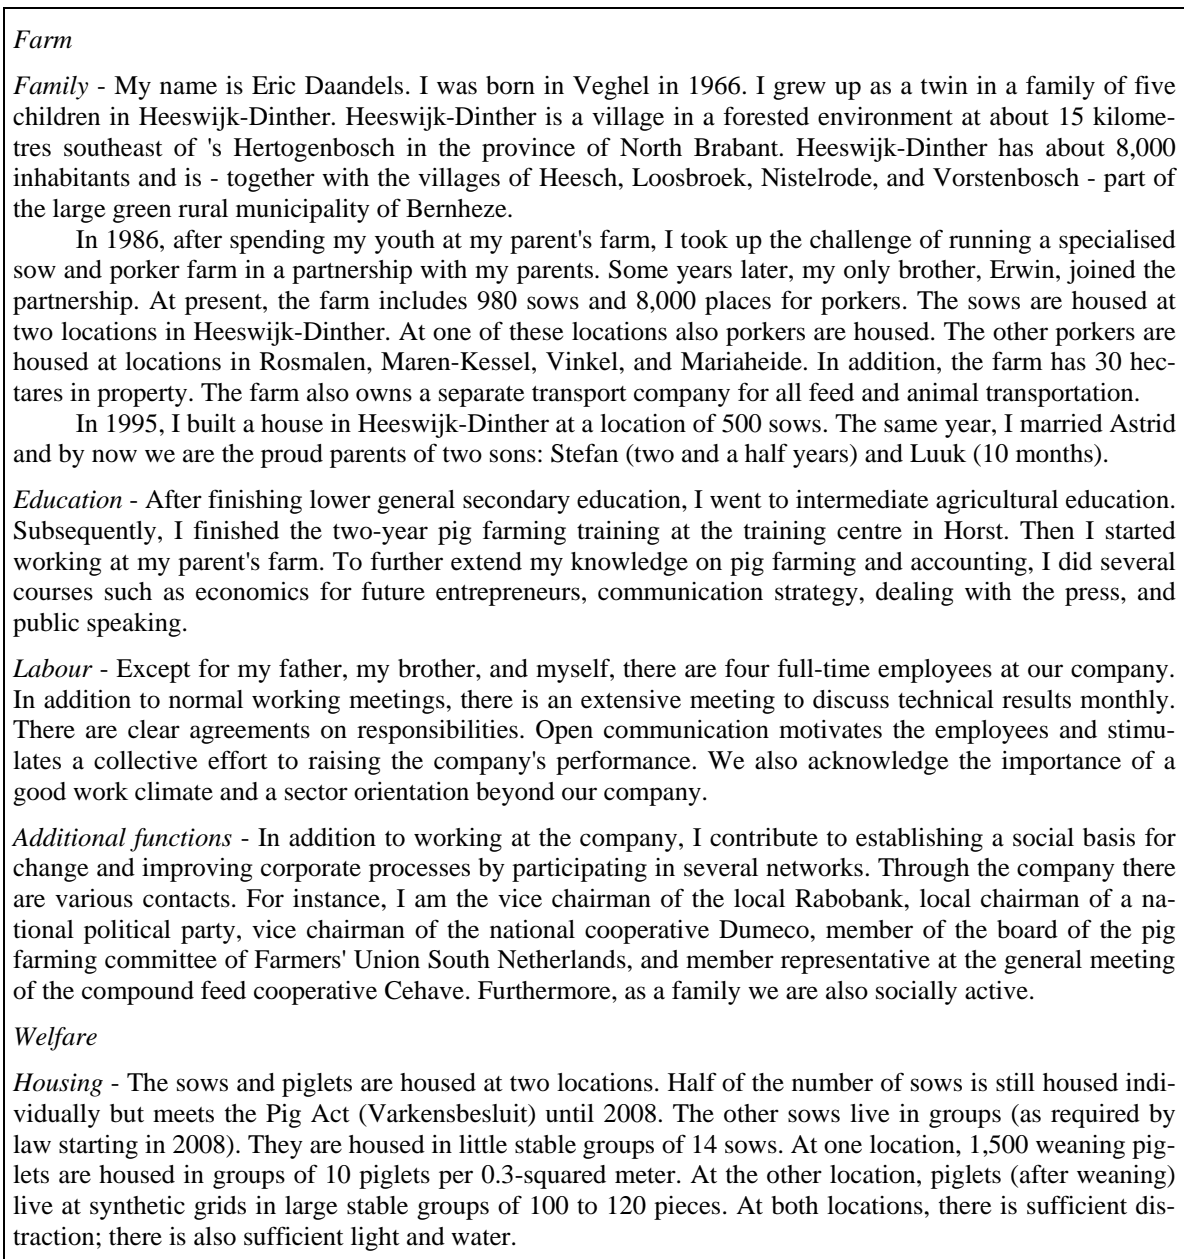 Farm
Family - My name is Eric Daandels. I was born in Veghel in 1966. I grew up as a twin in a family of five
children in Heeswijk-Dinther. Heeswijk-Dinther is a village in a forested environment at about 15 kilome-
tres southeast of 's Hertogenbosch in the province of North Brabant. Heeswijk-Dinther has about 8,000
inhabitants and is - together with the villages of Heesch, Loosbroek, Nistelrode, and Vorstenbosch - part of
the large green rural municipality of Bernheze.
In 1986, after spending my youth at my parent's farm, I took up the challenge of running a specialised
sow and porker farm in a partnership with my parents. Some years later, my only brother, Erwin, joined the
partnership. At present, the farm includes 980 sows and 8,000 places for porkers. The sows are housed at
two locations in Heeswijk-Dinther. At one of these locations also porkers are housed. The other porkers are
housed at locations in Rosmalen, Maren-Kessel, Vinkel, and Mariaheide. In addition, the farm has 30 hec-
tares in property. The farm also owns a separate transport company for all feed and animal transportation.
In 1995, I built a house in Heeswijk-Dinther at a location of 500 sows. The same year, I married Astrid
and by now we are the proud parents of two sons: Stefan (two and a half years) and Luuk (10 months).
Education - After finishing lower general secondary education, I went to intermediate agricultural education.
Subsequently, I finished the two-year pig farming training at the training centre in Horst. Then I started
working at my parent's farm. To further extend my knowledge on pig farming and accounting, I did several
courses such as economics for future entrepreneurs, communication strategy, dealing with the press, and
public speaking.
Labour - Except for my father, my brother, and myself, there are four full-time employees at our company.
In addition to normal working meetings, there is an extensive meeting to discuss technical results monthly.
There are clear agreements on responsibilities. Open communication motivates the employees and stimu-
lates a collective effort to raising the company's performance. We also acknowledge the importance of a
good work climate and a sector orientation beyond our company.
Additional functions - In addition to working at the company, I contribute to establishing a social basis for
change and improving corporate processes by participating in several networks. Through the company there
are various contacts. For instance, I am the vice chairman of the local Rabobank, local chairman of a na-
tional political party, vice chairman of the national cooperative Dumeco, member of the board of the pig
farming committee of Farmers' Union South Netherlands, and member representative at the general meeting
of the compound feed cooperative Cehave. Furthermore, as a family we are also socially active.
Welfare
Housing - The sows and piglets are housed at two locations. Half of the number of sows is still housed indi-
vidually but meets the Pig Act (Varkensbesluit) until 2008. The other sows live in groups (as required by
law starting in 2008). They are housed in little stable groups of 14 sows. At one location, 1,500 weaning pig-
lets are housed in groups of 10 piglets per 0.3-squared meter. At the other location, piglets (after weaning)
live at synthetic grids in large stable groups of 100 to 120 pieces. At both locations, there is sufficient dis-
traction; there is also sufficient light and water.